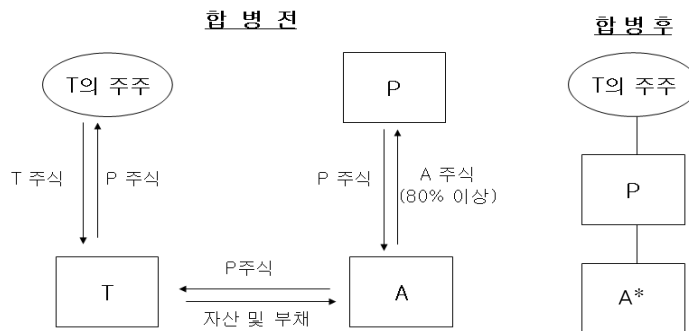 합 병 전
합 병 후
T의 주주
P
T의 주주
T 주식
P 주식
P 주식
A 주식
(80% 이상)
P
T
P주식
자산 및 부채
A
A*